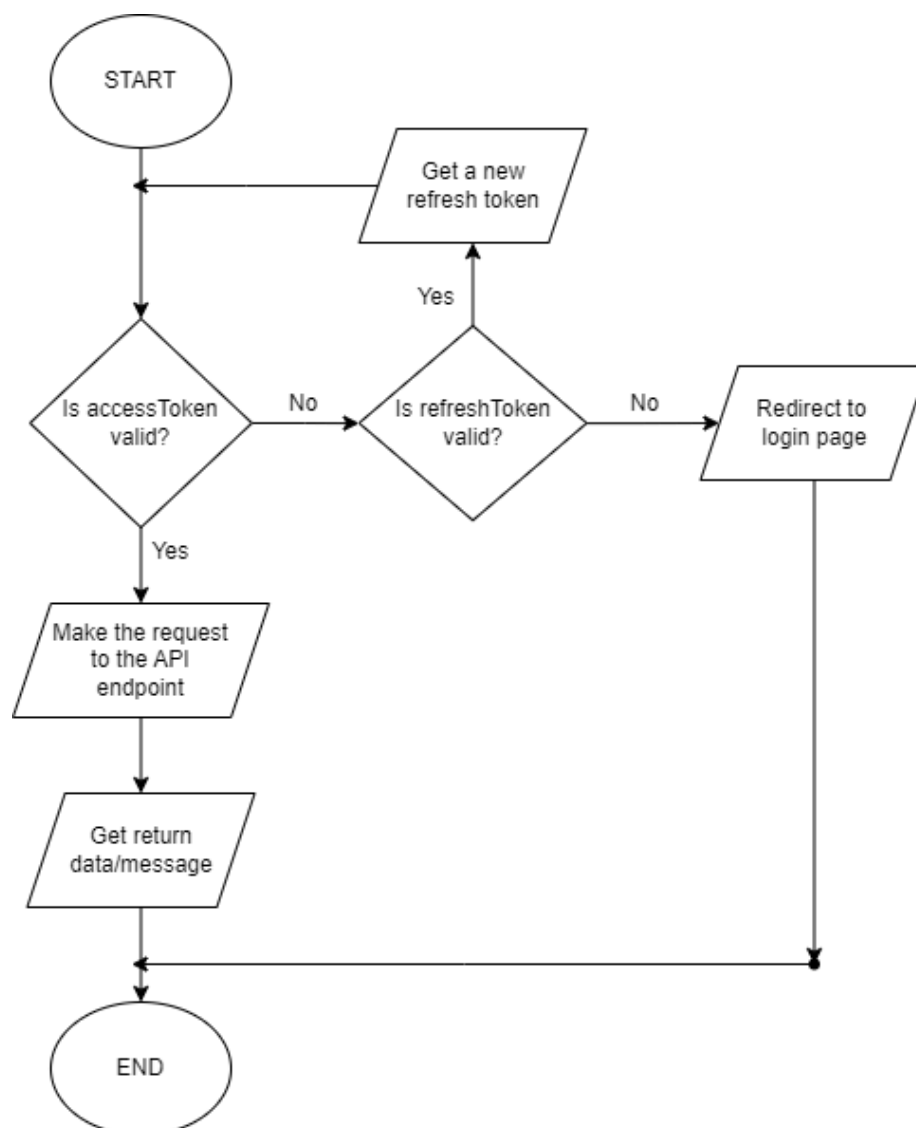 START
Get a new
refresh token
Yes
Is accessToken
valid?
No
Is refreshToken
valid?
No
Redirect to
login page
Yes
Make the request
to the API
endpoint
Get return
data/message
END